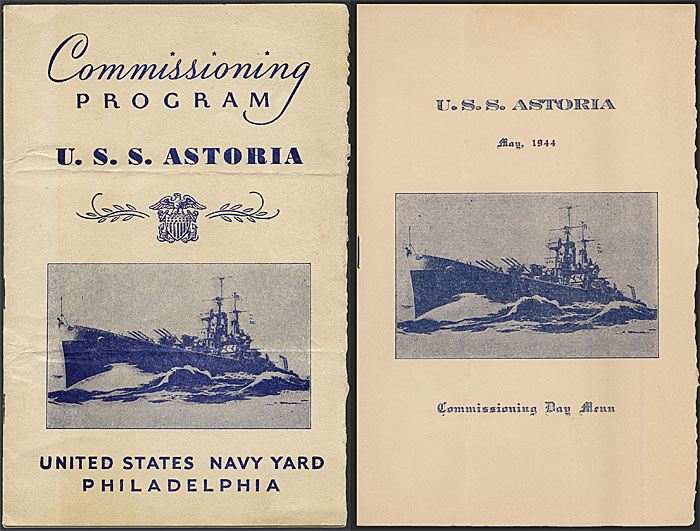 Commissioning
PROGRAM
U. S. S. ASTORIA
UNITED STATES NAVY YARD
PHILADELPHIA
U. S. S. ASTORIA
May, 1944
Commissioning Day Menu